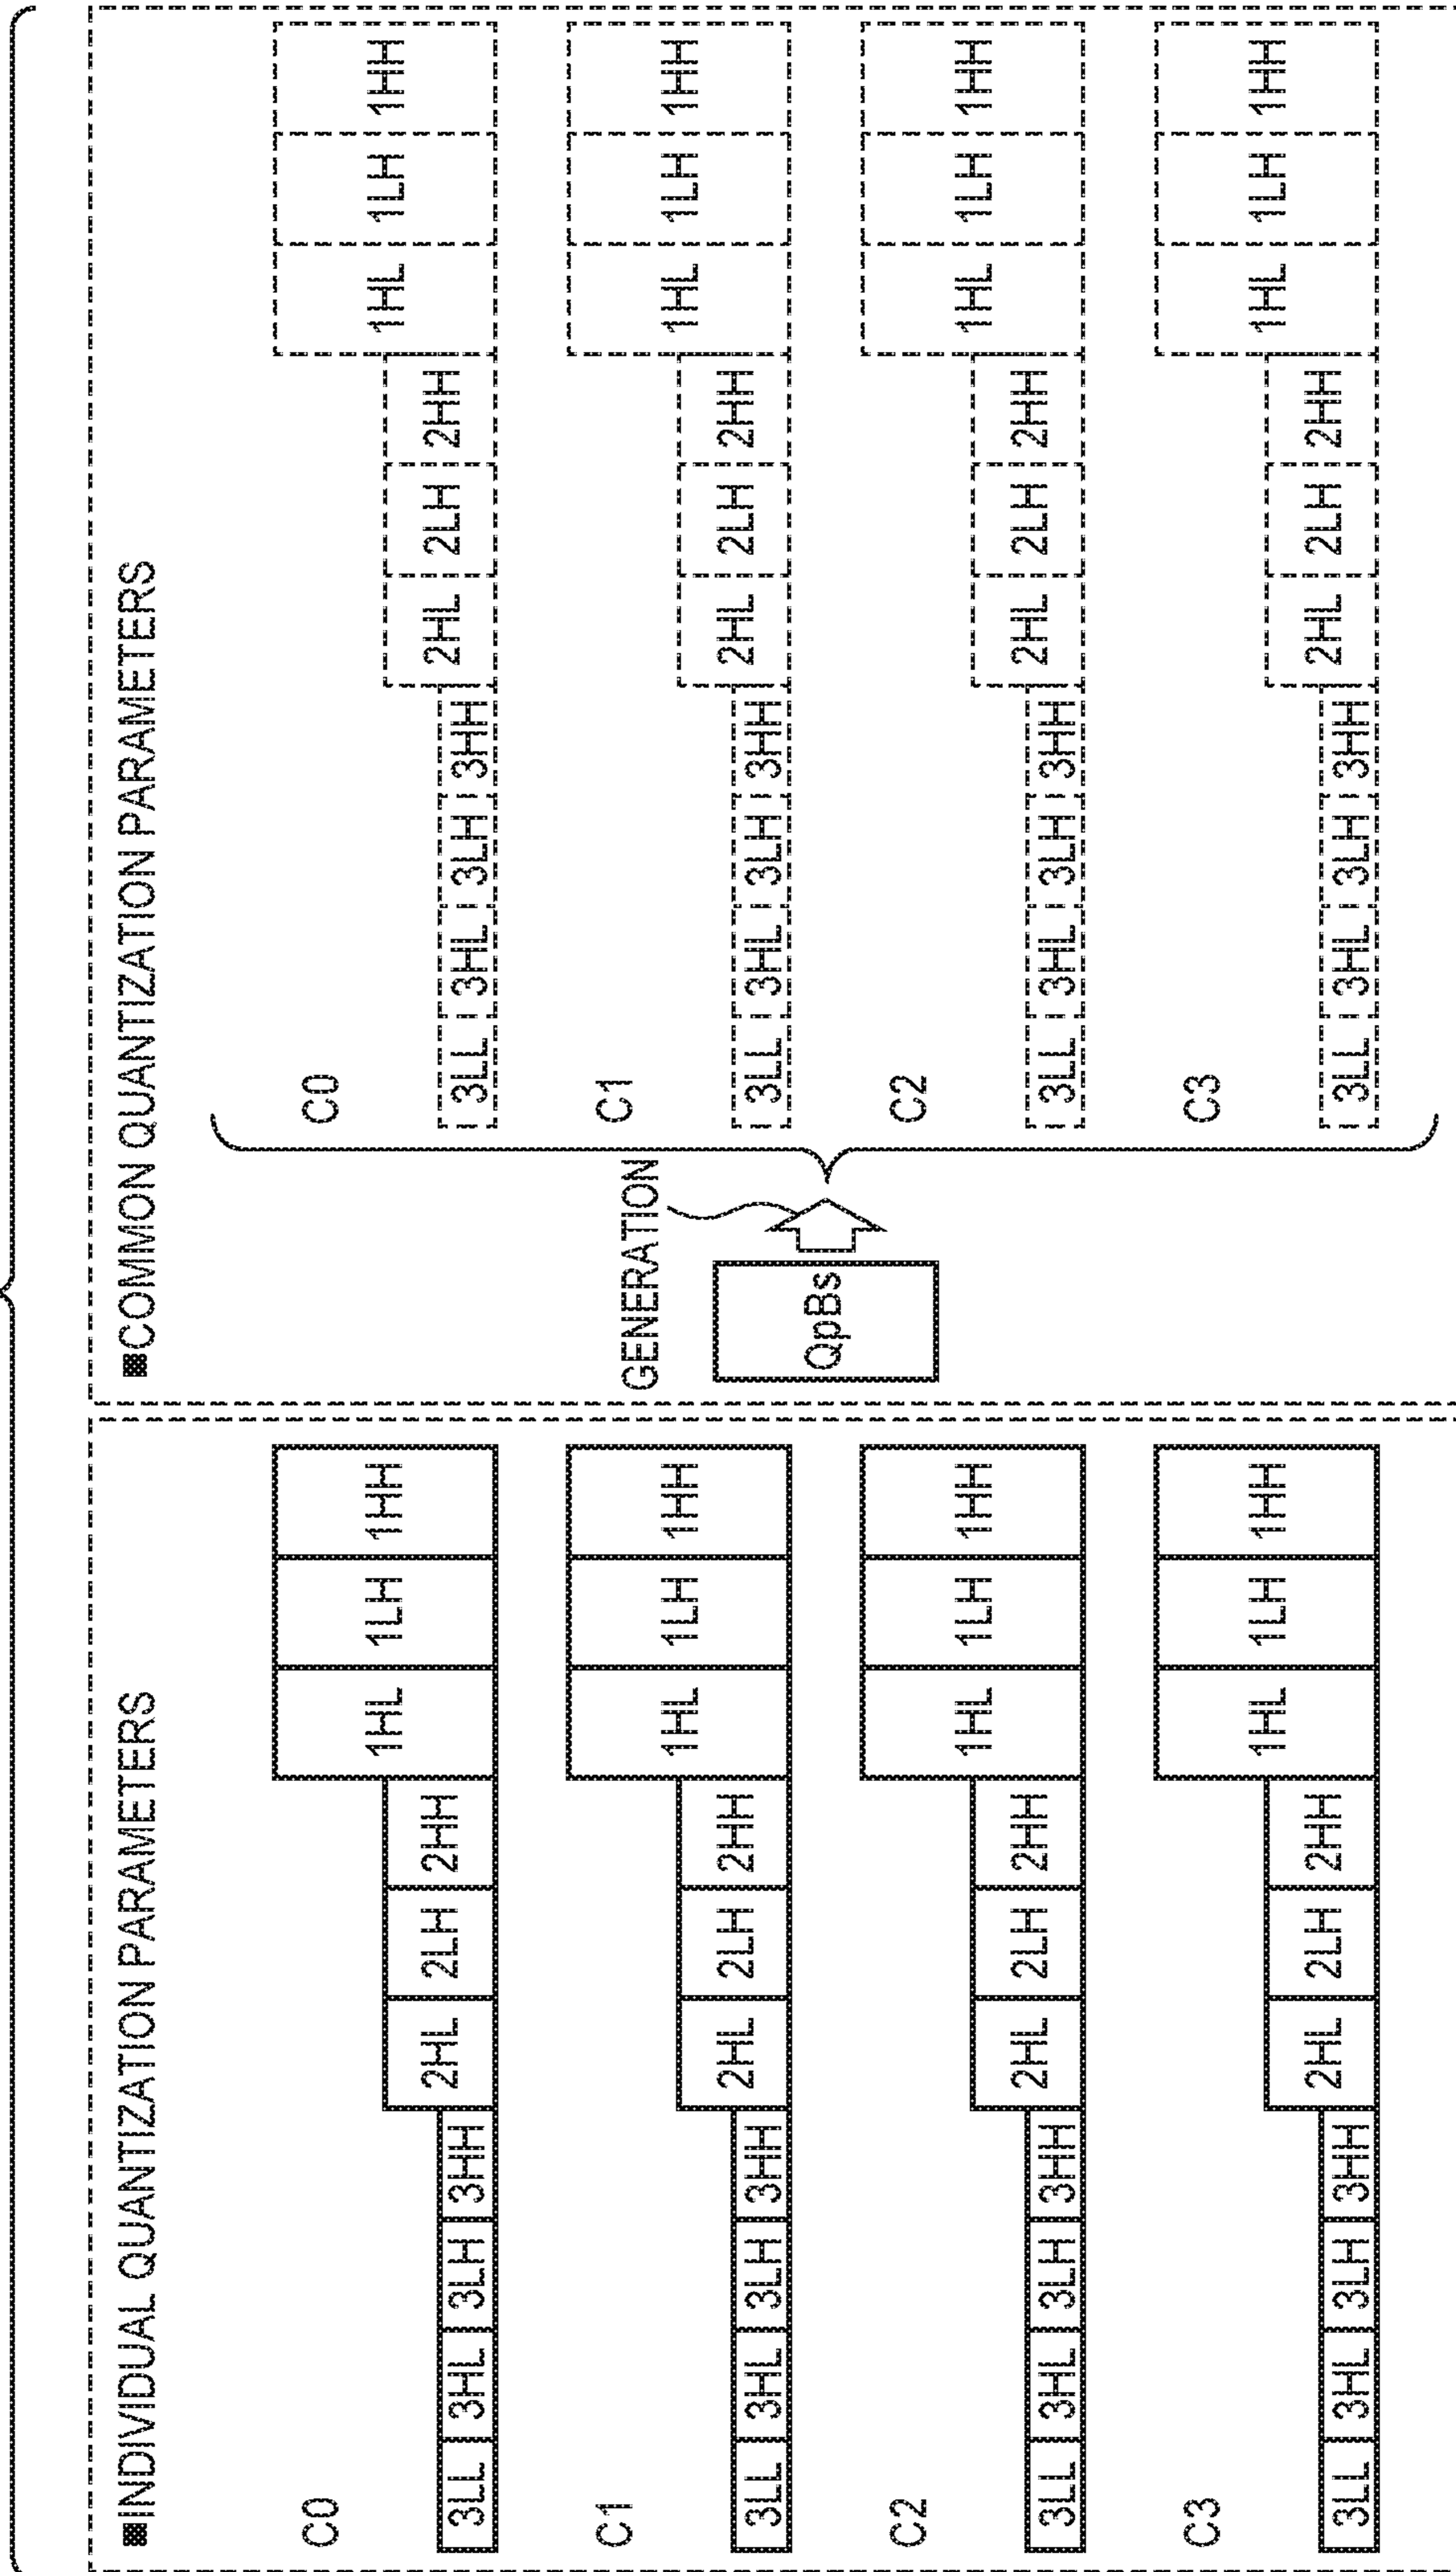 ■INDIVIDUAL QUANTIZATION PARAMETERS
C0
3LL 3HL 3LH 3HH 2HL 2LH 2HH 1HL 1LH 1HH
C1
3LL 3HL 3LH 3HH 2HL 2LH 2HH 1HL 1LH 1HH
C2
3LL 3HL 3LH 3HH 2HL 2LH 2HH 1HL 1LH 1HH
C3
3LL 3HL 3LH 3HH 2HL 2LH 2HH 1HL 1LH 1HH
■COMMON QUANTIZATION PARAMETERS
GENERATION
QpBs
C0
3LL 3HL 3LH 3HH 2HL 2LH 2HH 1HL 1LH 1HH
C1
3LL 3HL 3LH 3HH 2HL 2LH 2HH 1HL 1LH 1HH
C2
3LL 3HL 3LH 3HH 2HL 2LH 2HH 1HL 1LH 1HH
C3
3LL 3HL 3LH 3HH 2HL 2LH 2HH 1HL 1LH 1HH